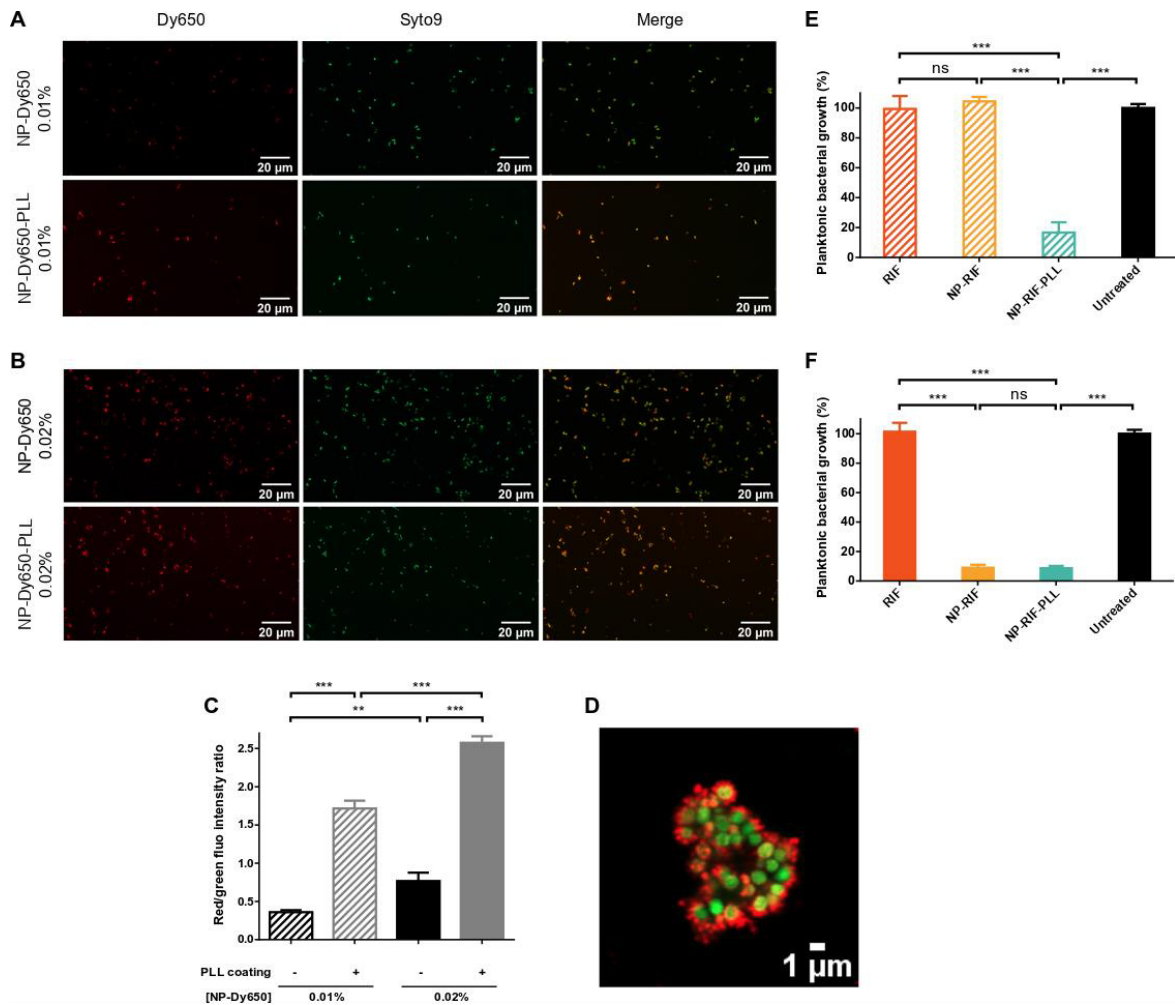 A
Dy650
Syto9
Merge
NP-Dy650
0.01%
20 µm
20 µm
20 µm
NP-Dy650-PLL
0.01%
20 µm
20 µm
20 µm
B
NP-Dy650
0.02%
20 µm
20 µm
20 µm
NP-Dy650-PLL
0.02%
20 µm
20 µm
20 µm
C
***
***
**
***
Red/green fluo intensity ratio
2.5
2.0
1.5
1.0
0.5
0.0
PLL coating - + - +
[NP-Dy650] 0.01% 0.02%
D
1 µm
E
***
ns
***
***
Planktonic bacterial growth (%)
100
80
60
40
20
0
RIF
NP-RIF
NP-RIF-PLL
Untreated
F
***
***
ns
***
Planktonic bacterial growth (%)
100
80
60
40
20
0
RIF
NP-RIF
NP-RIF-PLL
Untreated